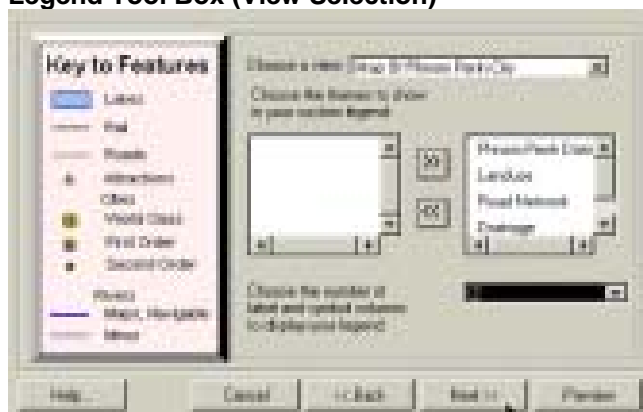 Legend Tool Box (View Selection)
Key to Features
Lakes
Rail
Roads
Attractions
Cities
World Class
First Order
Second Order
Rivers
Major, Navigable
Minor
Choose a view:
Choose the themes to show
in your custom legend
>>
<<
Landuse
Road Network
Drainage
Choose the number of
label and symbol columns
to display your legend
Help...
Cancel
<< Back
Next >>
Preview